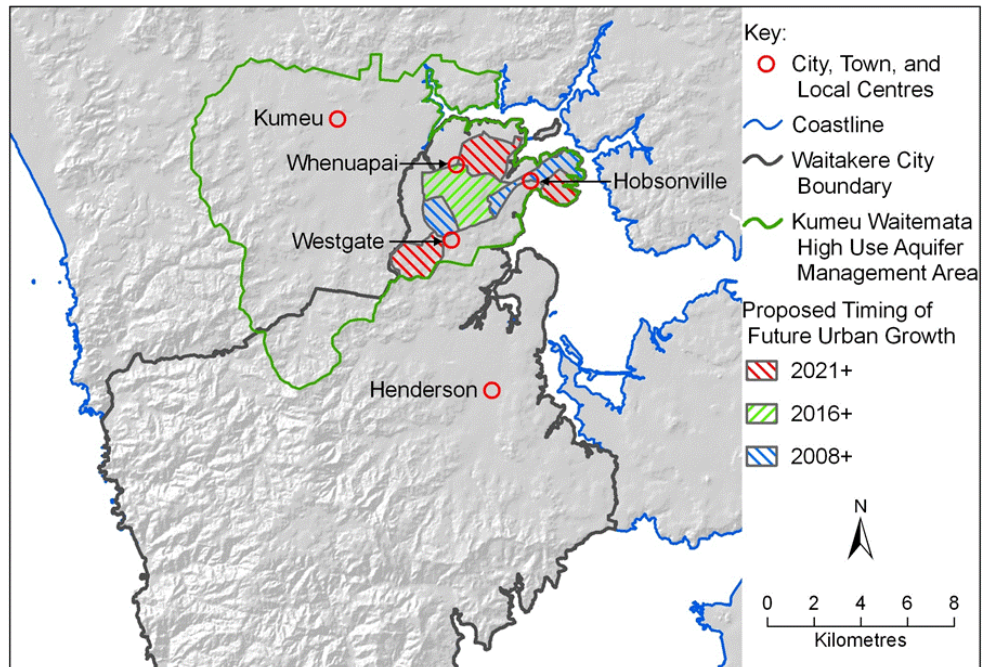 Kumeu
Whenuapai
Hobsonville
Westgate
Henderson
Key:
City, Town, and
Local Centres
Coastline
Waitakere City
Boundary
Kumeu Waitemata
High Use Aquifer
Management Area
Proposed Timing of
Future Urban Growth
2021+
2016+
2008+
N
0 2 4 6 8
Kilometres